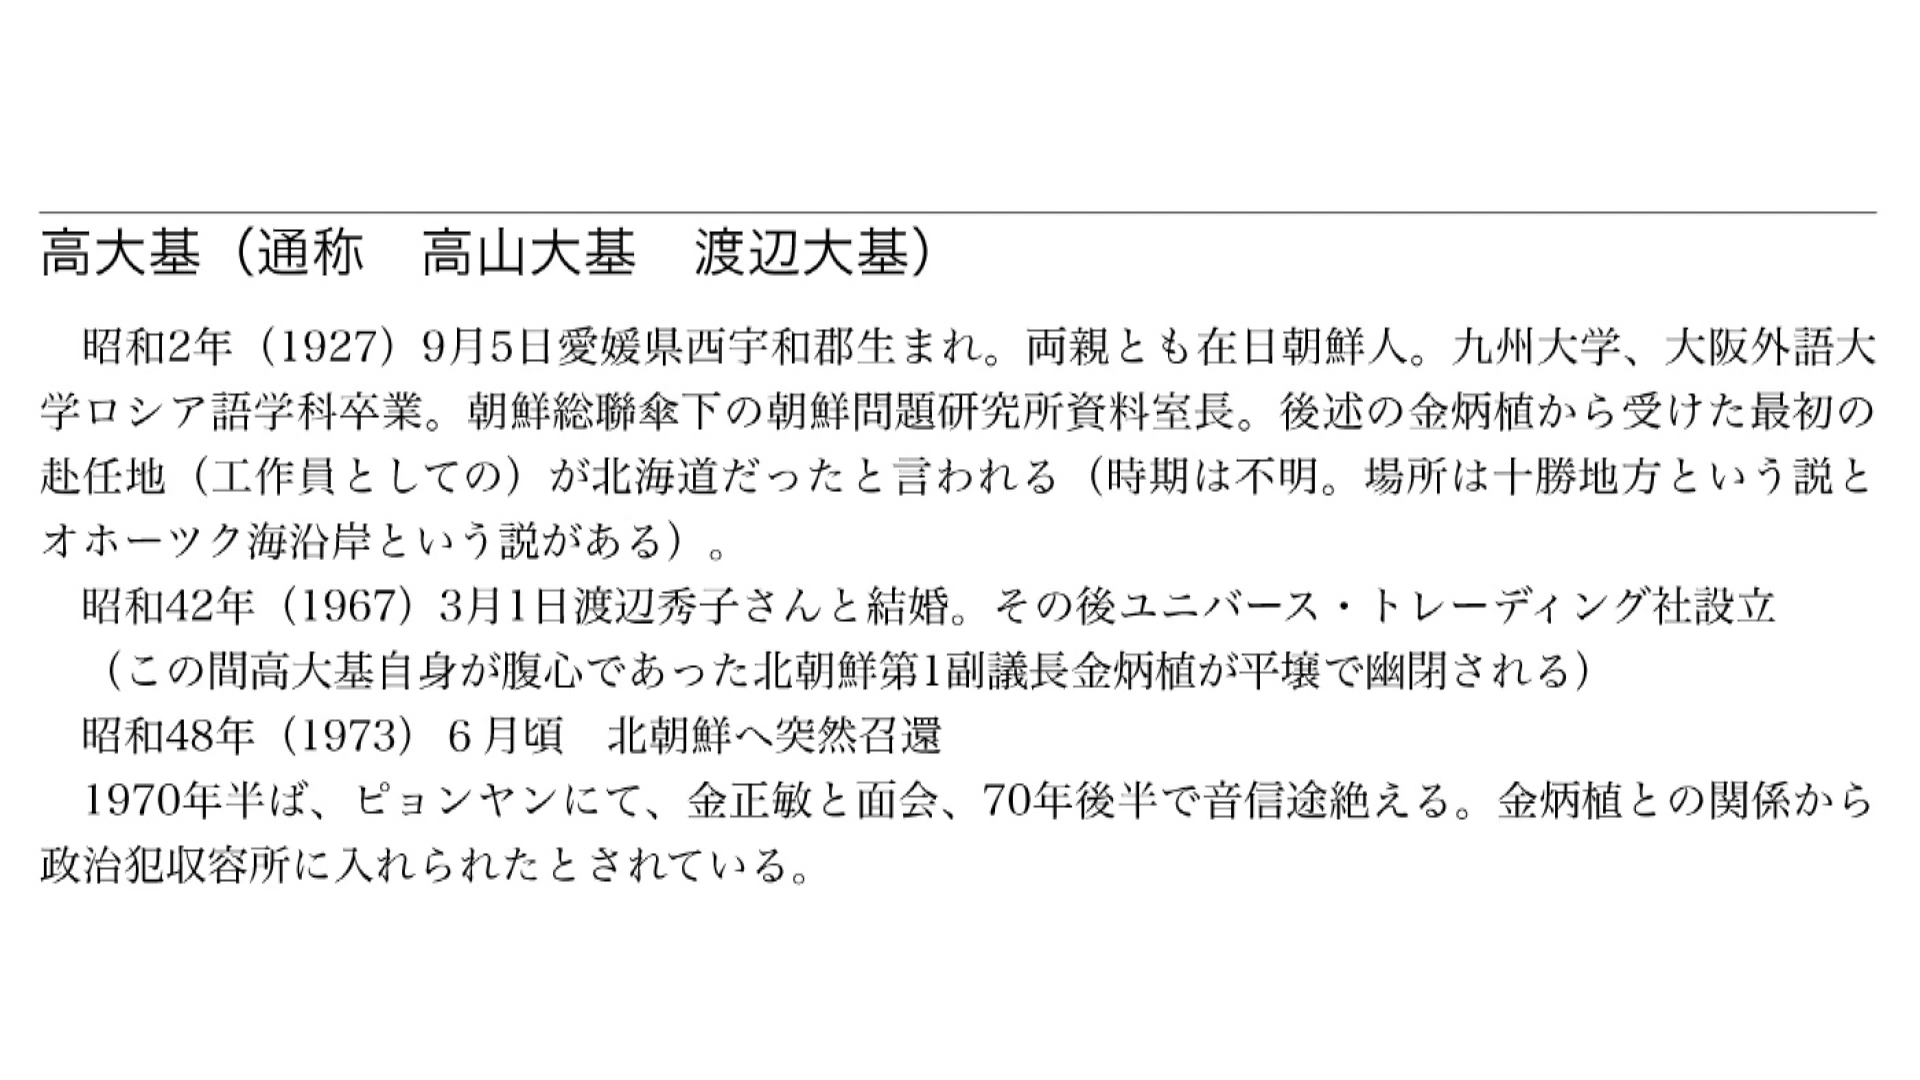 高大基（通称　高山大基　渡辺大基）
昭和2年（1927）9月5日愛媛県西宇和郡生まれ。両親とも在日朝鮮人。九州大学、大阪外語大
学ロシア語学科卒業。朝鮮総聯傘下の朝鮮問題研究所資料室長。後述の金炳植から受けた最初の
赴任地（工作員としての）が北海道だったと言われる（時期は不明。場所は十勝地方という説と
オホーツク海沿岸という説がある）。
昭和42年（1967）3月1日渡辺秀子さんと結婚。その後ユニバース・トレーディング社設立
（この間高大基自身が腹心であった北朝鮮第1副議長金炳植が平壌で幽閉される）
昭和48年（1973）６月頃　北朝鮮へ突然召還
1970年半ば、ピョンヤンにて、金正敏と面会、70年後半で音信途絶える。金炳植との関係から
政治犯収容所に入れられたとされている。